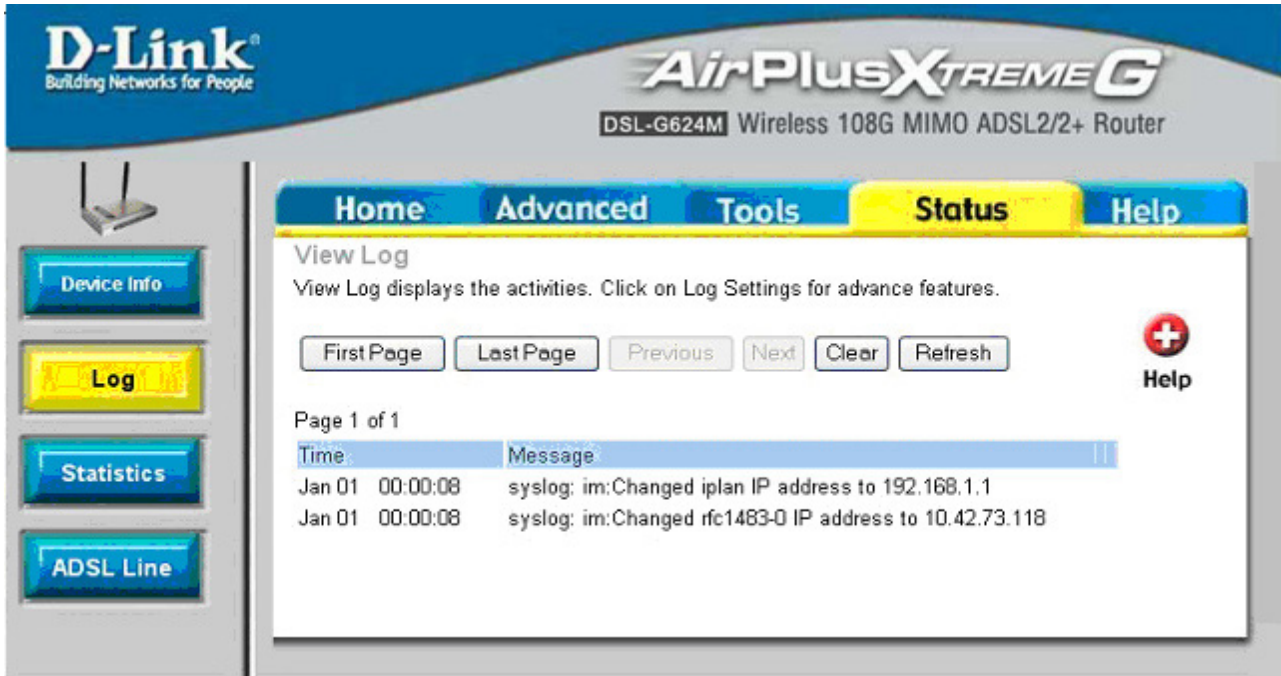 D-Link®
Building Networks for People
AirPlusXTREMEG
DSL-G624M Wireless 108G MIMO ADSL2/2+ Router
Home Advanced Tools Status Help
Device Info
Log
Statistics
ADSL Line
View Log
View Log displays the activities. Click on Log Settings for advance features.
First Page Last Page Previous Next Clear Refresh
Help
Page 1 of 1
Time Message
Jan 01 00:00:08 syslog: im:Changed iplan IP address to 192.168.1.1
Jan 01 00:00:08 syslog: im:Changed rfc1483-0 IP address to 10.42.73.118